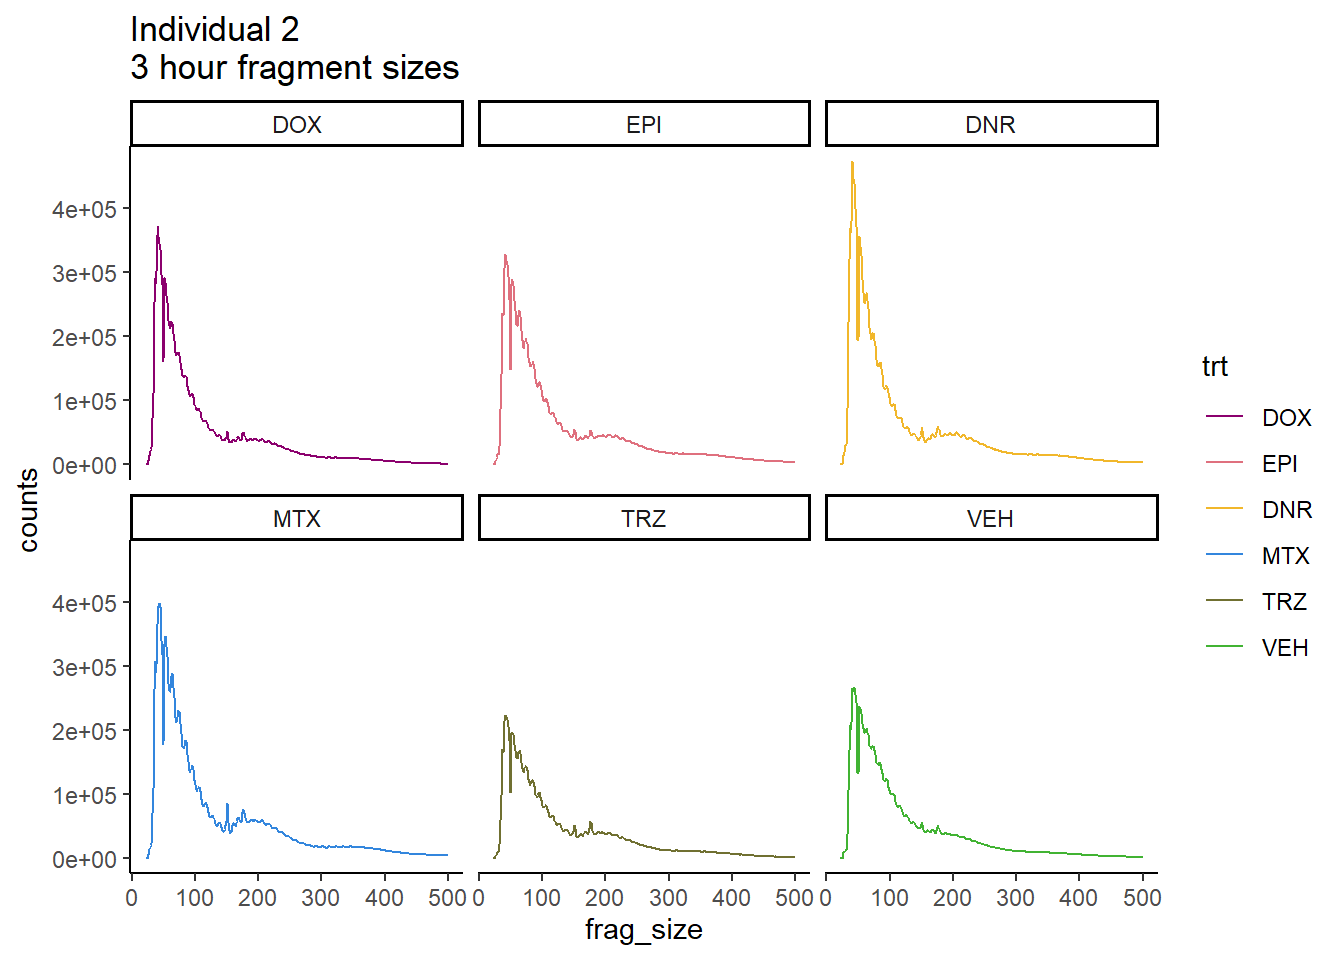 Individual 2
3 hour fragment sizes
DOX
EPI
DNR
4e+05
3e+05
2e+05
1e+05
0e+00
MTX
TRZ
VEH
4e+05
3e+05
2e+05
1e+05
0e+00
0 100 200 300 400 500
0 100 200 300 400 500
0 100 200 300 400 500
frag_size
counts
trt
DOX
EPI
DNR
MTX
TRZ
VEH